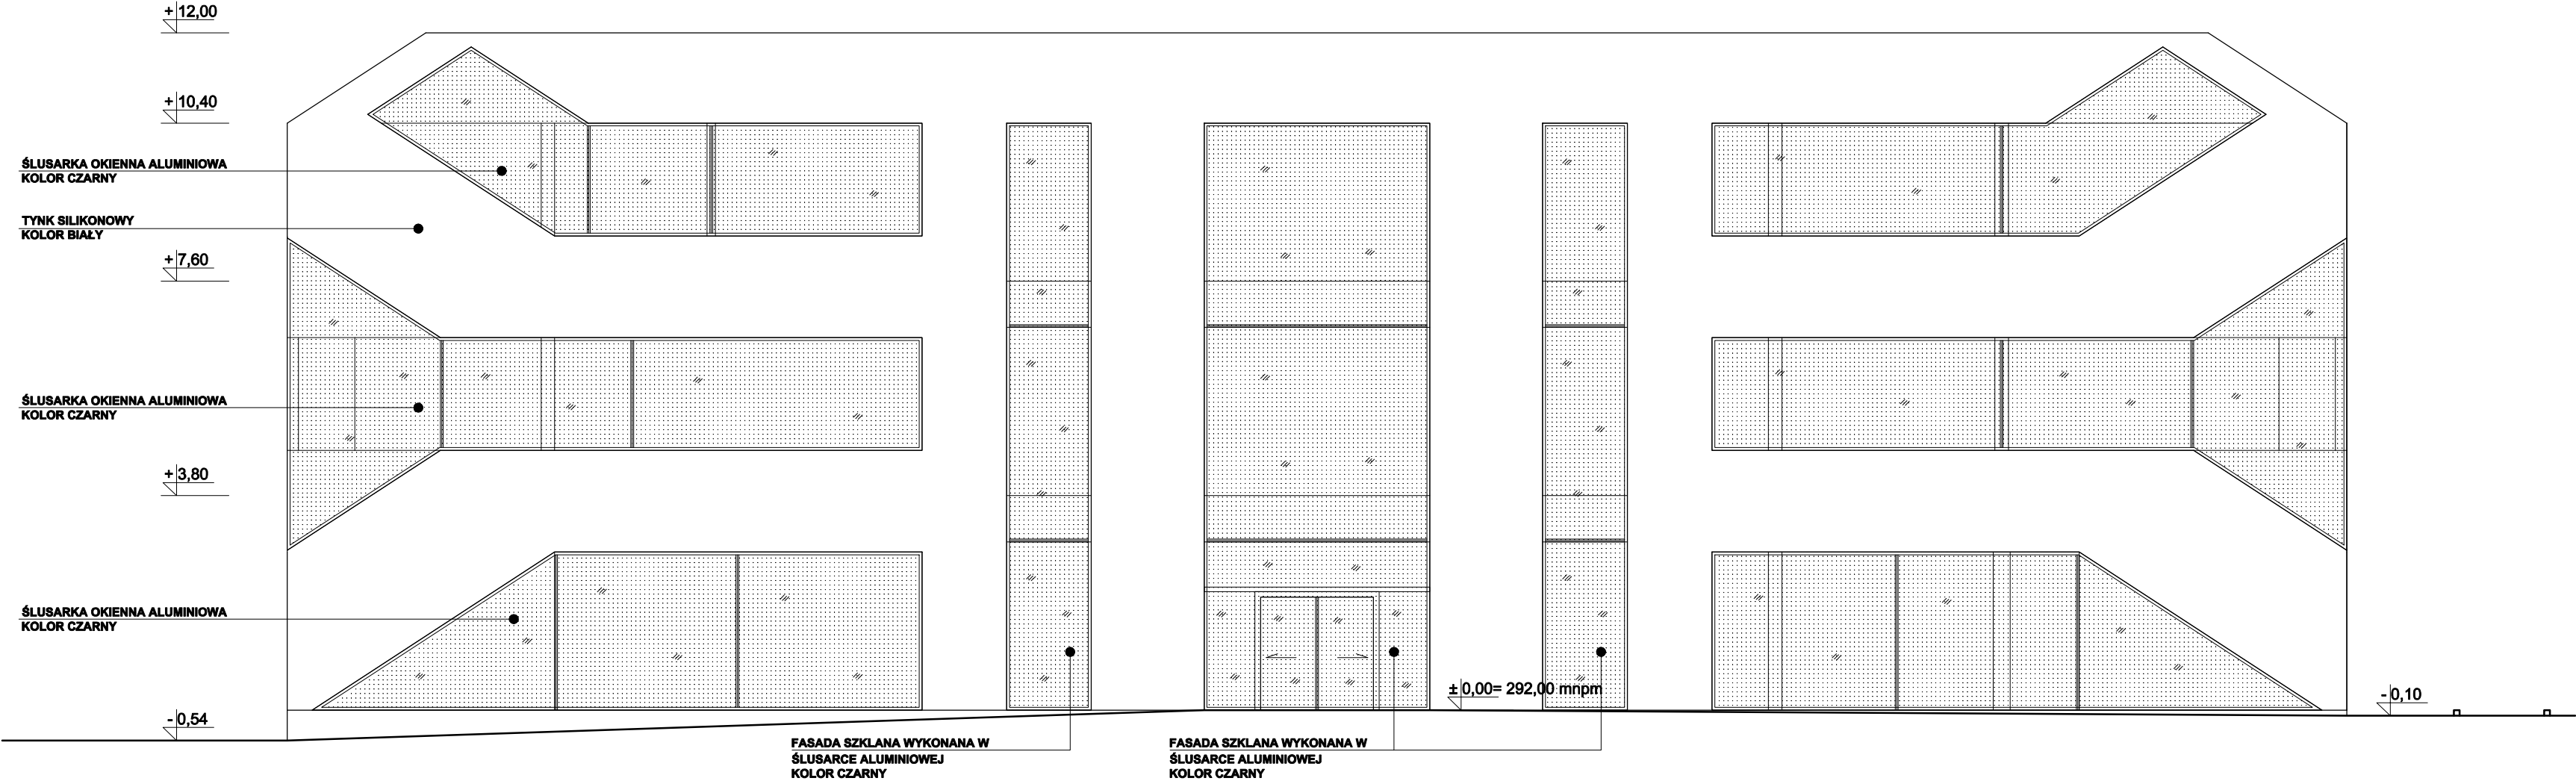 + 12,00
+ 10,40
ŚLUSARKA OKIENNA ALUMINIOWA
KOLOR CZARNY
TYNK SILIKONOWY
KOLOR BIAŁY
+ 7,60
ŚLUSARKA OKIENNA ALUMINIOWA
KOLOR CZARNY
+ 3,80
ŚLUSARKA OKIENNA ALUMINIOWA
KOLOR CZARNY
± 0,00= 292,00 mnpm
- 0,10
- 0,54
FASADA SZKLANA WYKONANA W
ŚLUSARCE ALUMINIOWEJ
KOLOR CZARNY
FASADA SZKLANA WYKONANA W
ŚLUSARCE ALUMINIOWEJ
KOLOR CZARNY